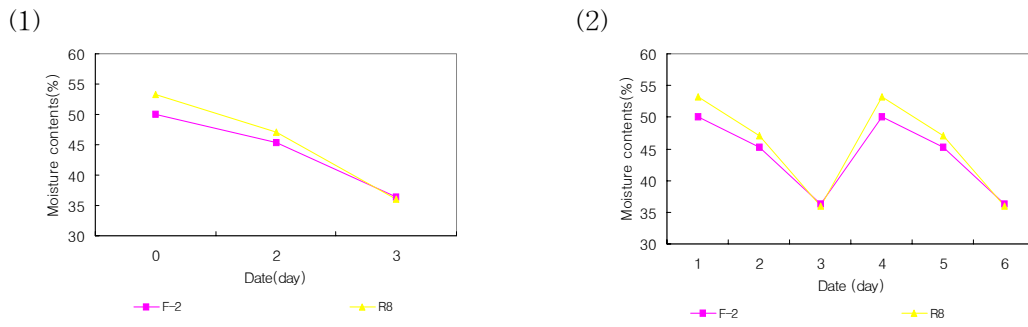 (1)
(2)
60
55
50
45
40
35
30
Moisture contents(%)
0 2 3
Date(day)
F-2 R8
60
55
50
45
40
35
30
Moisture contents(%)
1 2 3 4 5 6
Date (day)
F-2 R8